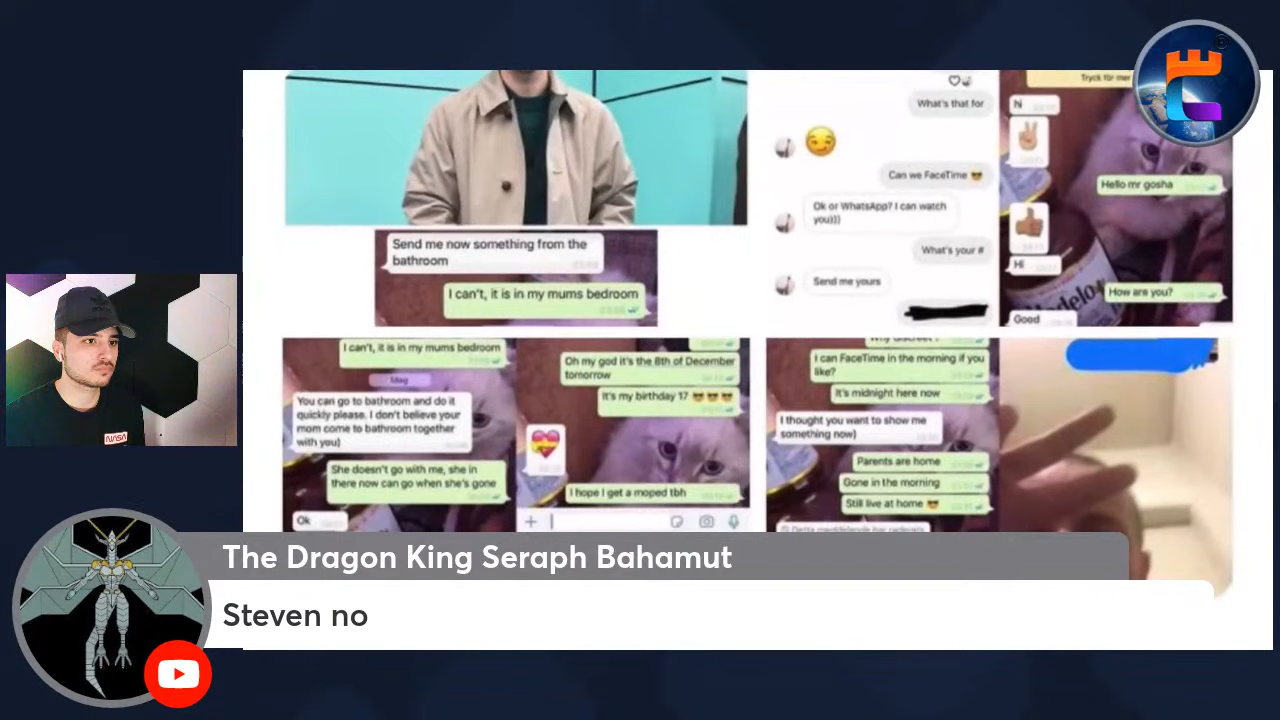 Send me now something from the
bathroom
I can't, it is in my mums bedroom
What's that for
Can we FaceTime
Ok or WhatsApp? I can watch
you)))
What's your #
Send me yours
Tryck för mer
hi
Hello mr gosha
Hi
How are you?
Modelo
Good
I can't, it is in my mums bedroom
Idag
You can go to bathroom and do it
quickly please. I don't believe your
mom come to bathroom together
with you)
She doesn't go with me, she in
there now can go when she's gone
Ok
Oh my god it's the 8th of December
tomorrow
It's my birthday 17
I hope I get a moped tbh
I can FaceTime in the morning if you
like?
It's midnight here now
I thought you want to show me
something now)
Parents are home
Gone in the morning
Still live at home
NASA
The Dragon King Seraph Bahamut
Steven no